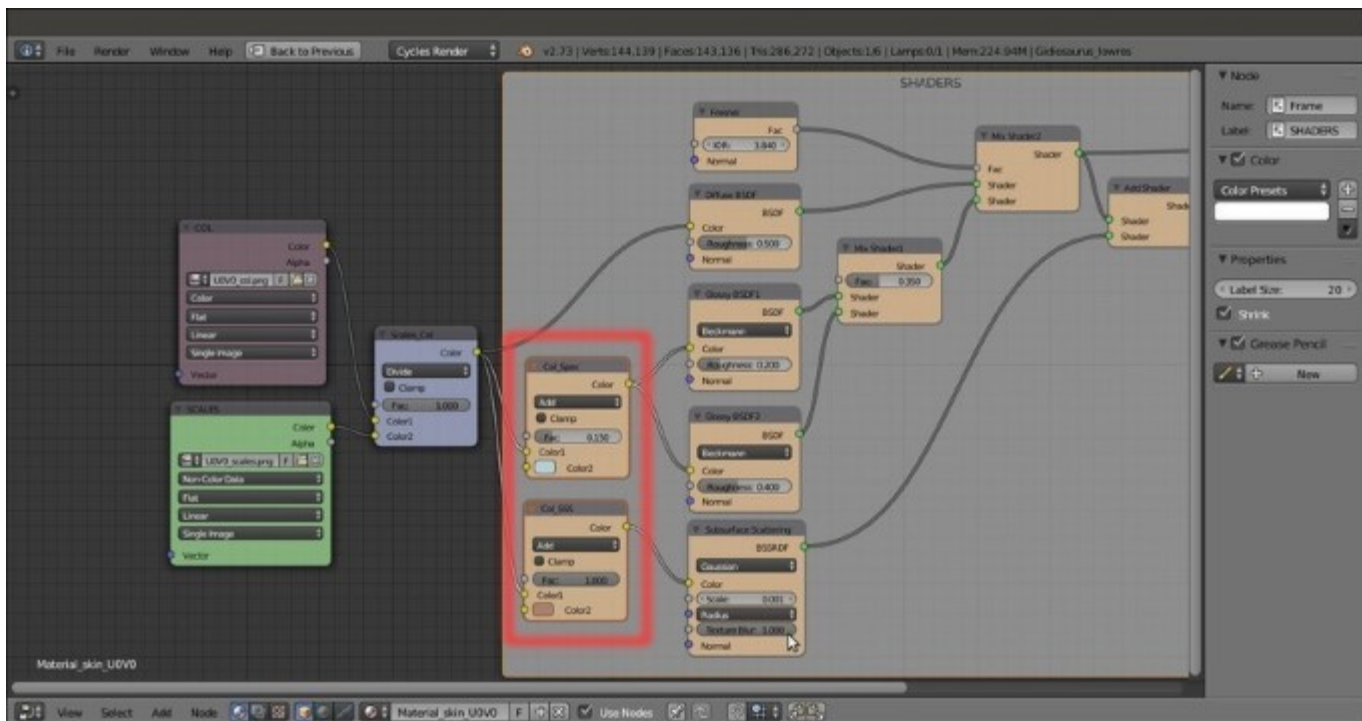 File Render Window Help Back to Previous Cycles Render v2.73 | Verts:144,139 | Faces:143,136 | Tris:286,272 | Objects:1/6 | Lamps:0/1 | Mem:224.94M | Gidiosaurus_lowres
SHADERS
Fresnel
Fac
IOR: 3.840
Normal
Diffuse BSDF
BSDF
Color
Roughness: 0.500
Normal
Mix Shader2
Shader
Fac
Shader
Shader
Add Shader
Shade
Shader
Shader
Mix Shader1
Shader
Fac: 0.350
Shader
Shader
COL
Color
Alpha
U0V0_col.png F
Color
Flat
Linear
Single Image
Vector
SCALES
Color
Alpha
U0V0_scales.png F
Non-Color Data
Flat
Linear
Single Image
Vector
Scales_Col
Color
Divide
Clamp
Fac: 1.000
Color1
Color2
Col_Spec
Color
Add
Clamp
Fac: 0.150
Color1
Color2
Col_SSS
Color
Add
Clamp
Fac: 1.000
Color1
Color2
Glossy BSDF1
BSDF
Beckmann
Color
Roughness: 0.200
Normal
Glossy BSDF2
BSDF
Beckmann
Color
Roughness: 0.400
Normal
Subsurface Scattering
BSSRDF
Gaussian
Color
Scale: 0.001
Radius
Texture Blur: 1.000
Normal
Node
Name: Frame
Label: SHADERS
Color
Color Presets
Properties
Label Size: 20
Shrink
Grease Pencil
New
Material_skin_U0V0
View Select Add Node Material_skin_U0V0 F Use Nodes